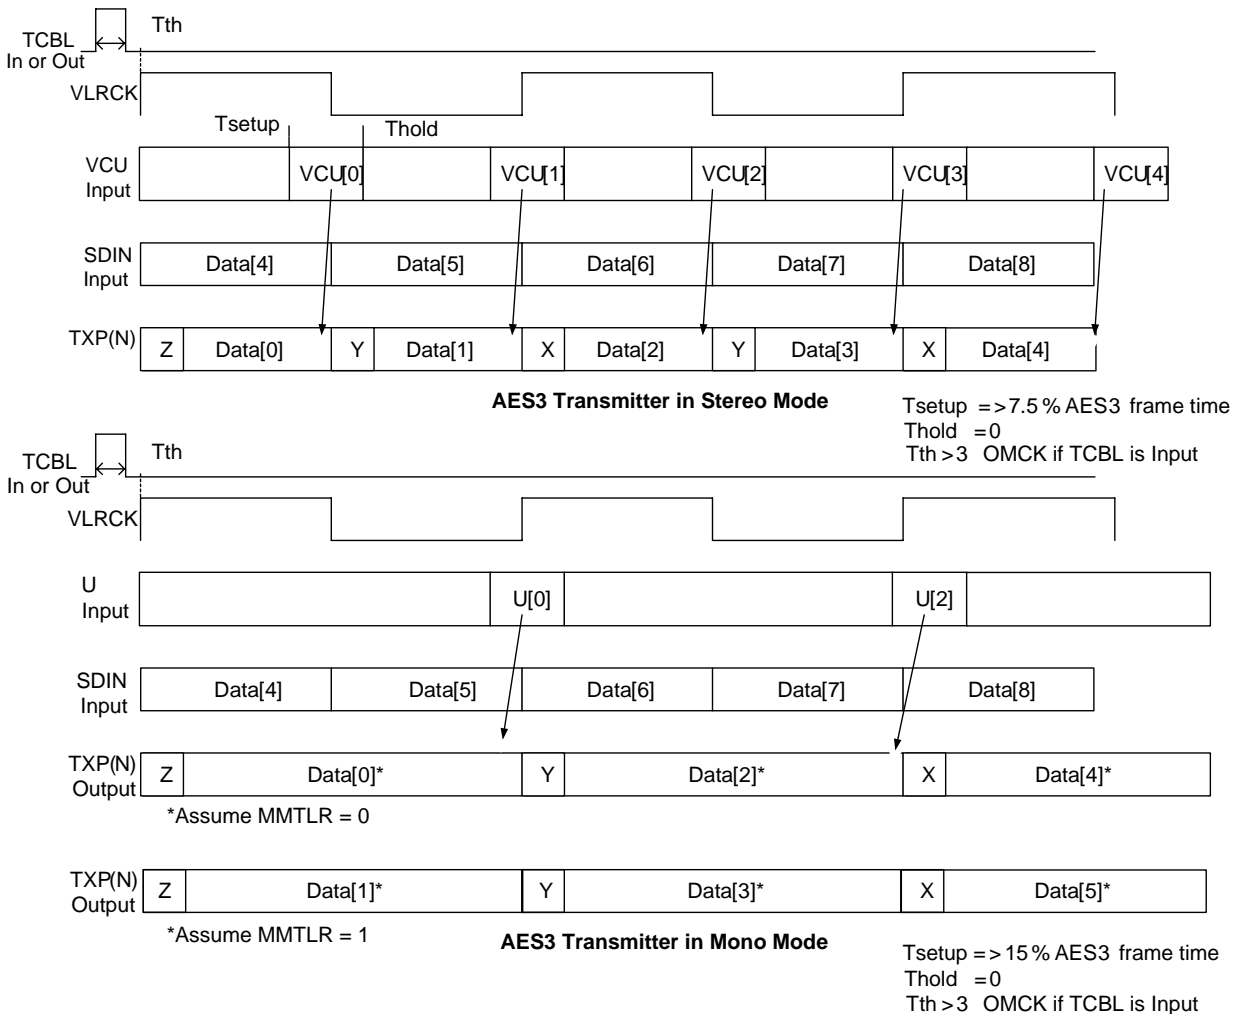 TCBL
In or Out
Tth
VLRCK
Tsetup
Thold
VCU
Input
VCU[0]
VCU[1]
VCU[2]
VCU[3]
VCU[4]
SDIN
Input
Data[4]
Data[5]
Data[6]
Data[7]
Data[8]
TXP(N)
Z
Data[0]
Y
Data[1]
X
Data[2]
Y
Data[3]
X
Data[4]
AES3 Transmitter in Stereo Mode
Tsetup =>7.5% AES3 frame time
Thold =0
Tth >3 OMCK if TCBL is Input
TCBL
In or Out
Tth
VLRCK
U
Input
U[0]
U[2]
SDIN
Input
Data[4]
Data[5]
Data[6]
Data[7]
Data[8]
TXP(N)
Output
Z
Data[0]*
Y
Data[2]*
X
Data[4]*
*Assume MMTLR = 0
TXP(N)
Output
Z
Data[1]*
Y
Data[3]*
X
Data[5]*
*Assume MMTLR = 1
AES3 Transmitter in Mono Mode
Tsetup => 15% AES3 frame time
Thold =0
Tth >3 OMCK if TCBL is Input